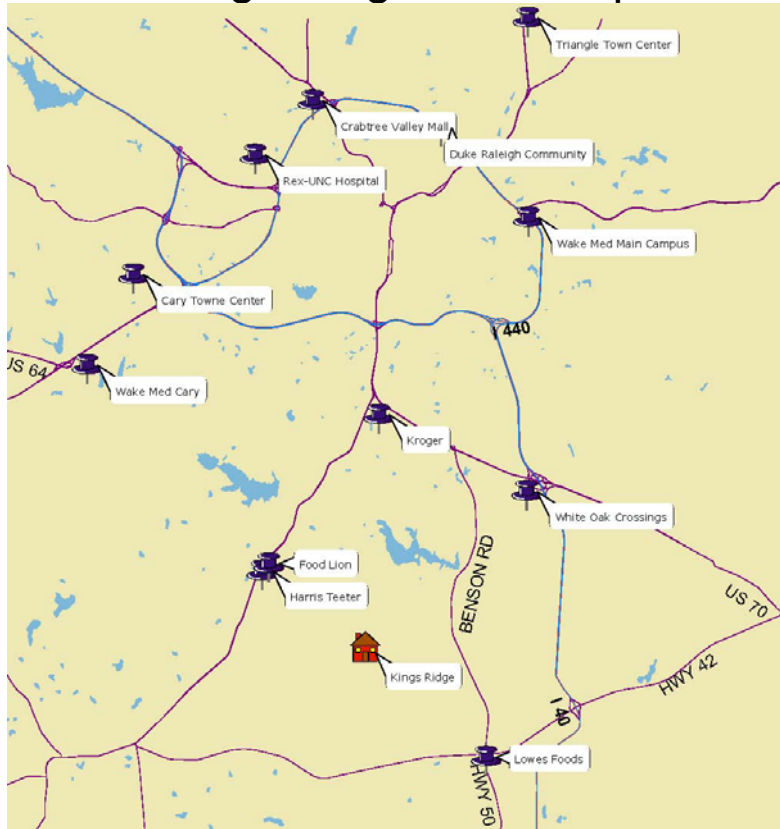 Triangle Town Center
Crabtree Valley Mall
Duke Raleigh Community
Rex-UNC Hospital
Wake Med Main Campus
Cary Towne Center
I 440
US 64
Wake Med Cary
Kroger
White Oak Crossings
Food Lion
Harris Teeter
BENSON RD
US 70
Kings Ridge
HWY 42
I 40
Lowes Foods
HWY 50